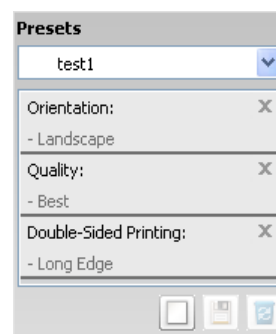 Presets
test1
Orientation:
- Landscape
Quality:
- Best
Double-Sided Printing:
- Long Edge